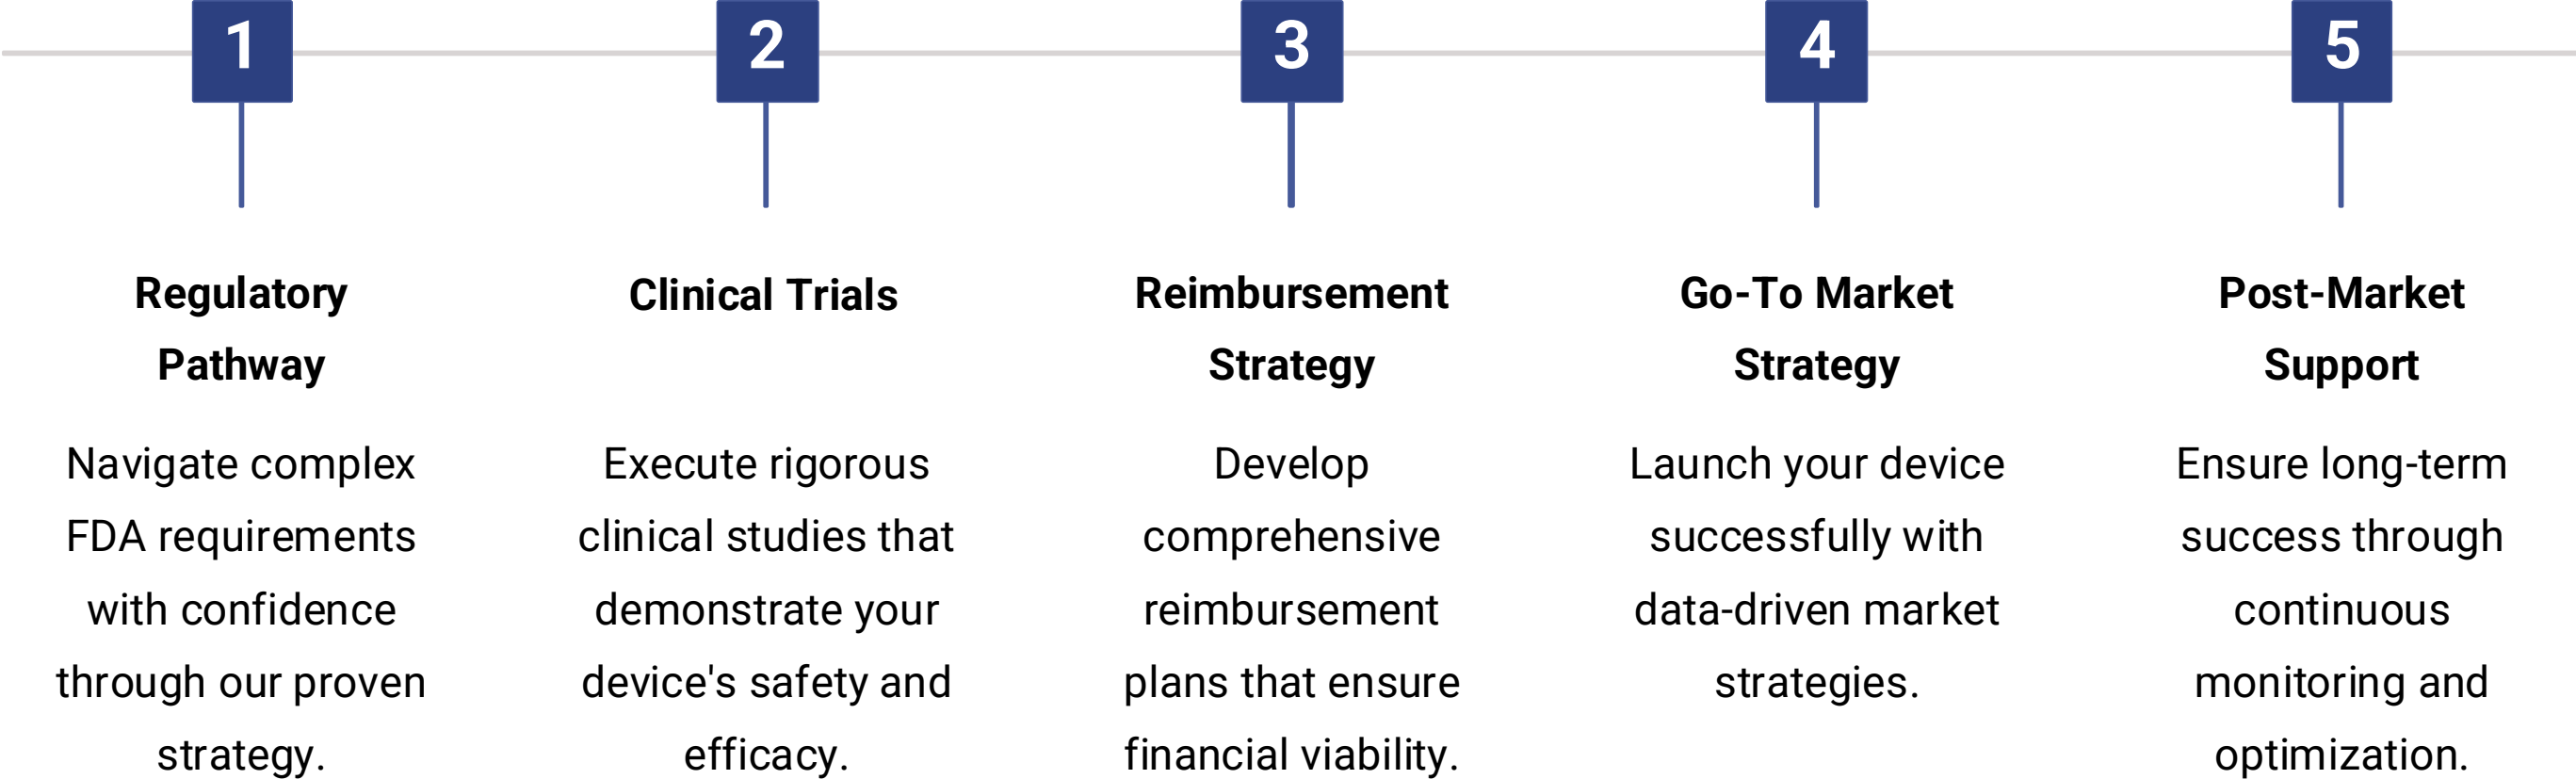 1
Regulatory
Pathway
Navigate complex
FDA requirements
with confidence
through our proven
strategy.
2
Clinical Trials
Execute rigorous
clinical studies that
demonstrate your
device's safety and
efficacy.
3
Reimbursement
Strategy
Develop
comprehensive
reimbursement
plans that ensure
financial viability.
4
Go-To Market
Strategy
Launch your device
successfully with
data-driven market
strategies.
5
Post-Market
Support
Ensure long-term
success through
continuous
monitoring and
optimization.